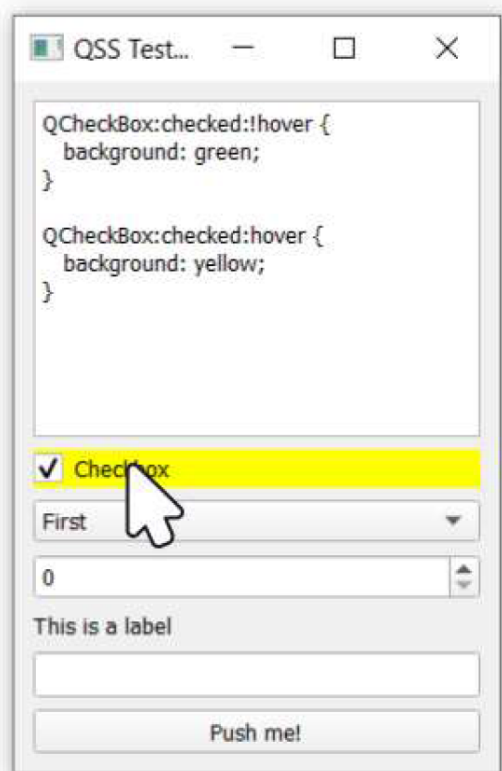 QSS Test...
QCheckBox:checked:!hover {
   background: green;
}

QCheckBox:checked:hover {
   background: yellow;
}
Checkbox
First
0
This is a label
Push me!